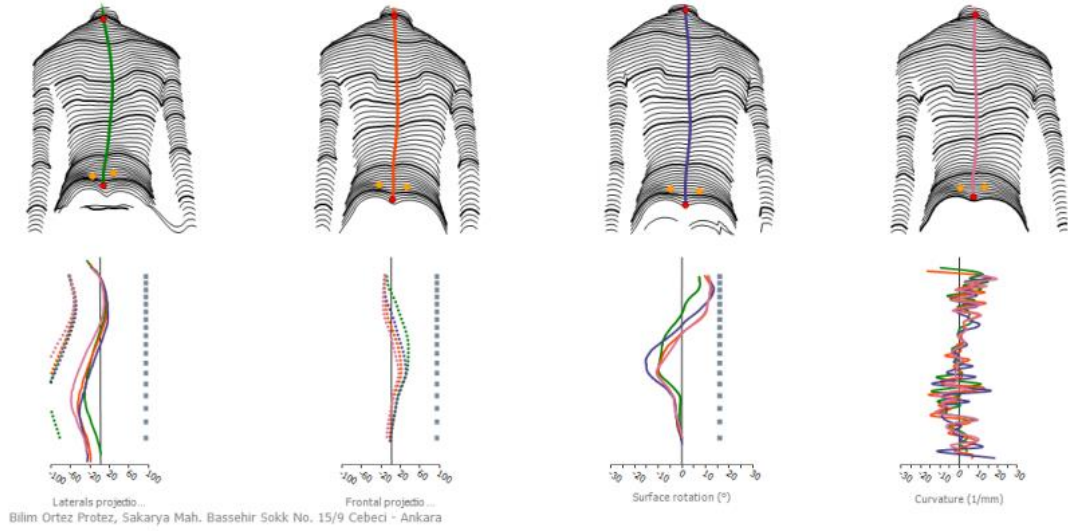 -100 -60 -20 20 60 100
-100 -60 -20 20 60 100
-30 -20 -10 0 10 20 30
-30 -20 -10 0 10 20 30
Laterals projectio... Frontal projectio... Surface rotation (°) Curvature (1/mm)
Bilim Ortez Protez, Sakarya Mah. Bassehir Sokk No. 15/9 Cebeci - Ankara